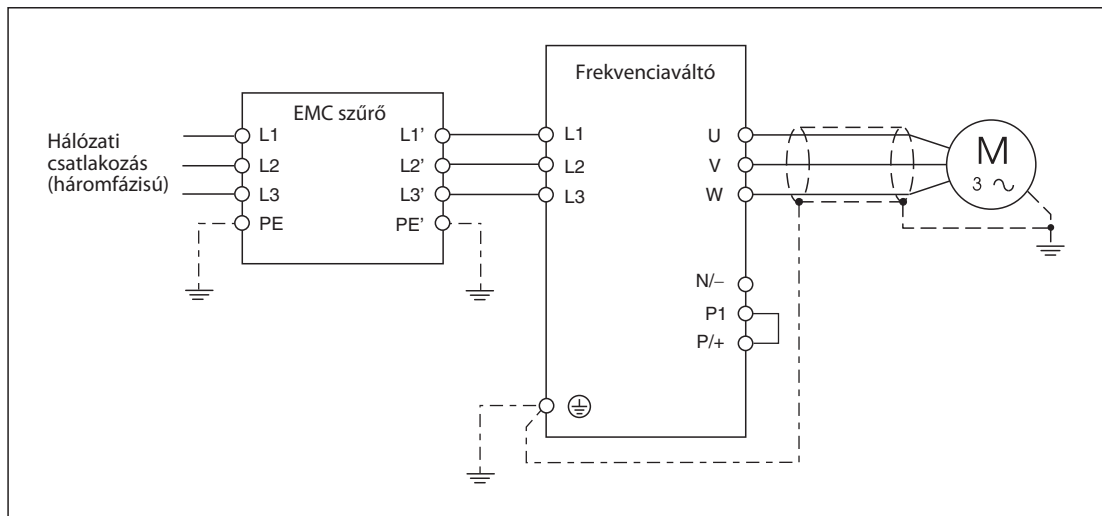 Hálózati
csatlakozás
(háromfázisú)
EMC szűrő
L1 L1’
L2 L2’
L3 L3’
PE PE’
Frekvenciaváltó
L1 U
L2 V
L3 W
N/–
P1
P/+
M
3 ~